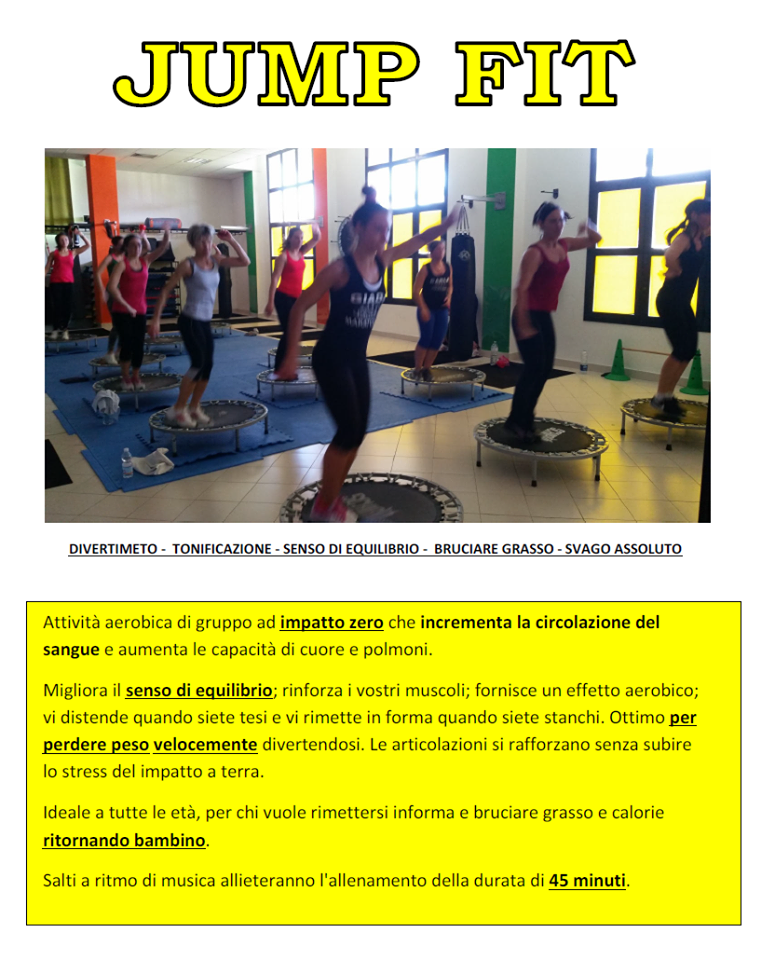 JUMP FIT
DIVERTIMETO - TONIFICAZIONE - SENSO DI EQUILIBRIO - BRUCIARE GRASSO - SVAGO ASSOLUTO
Attività aerobica di gruppo ad impatto zero che incrementa la circolazione del
sangue e aumenta le capacità di cuore e polmoni.
Migliora il senso di equilibrio; rinforza i vostri muscoli; fornisce un effetto aerobico;
vi distende quando siete tesi e vi rimette in forma quando siete stanchi. Ottimo per
perdere peso velocemente divertendosi. Le articolazioni si rafforzano senza subire
lo stress del impatto a terra.
Ideale a tutte le età, per chi vuole rimettersi informa e bruciare grasso e calorie
ritornando bambino.
Salti a ritmo di musica allieteranno l'allenamento della durata di 45 minuti.